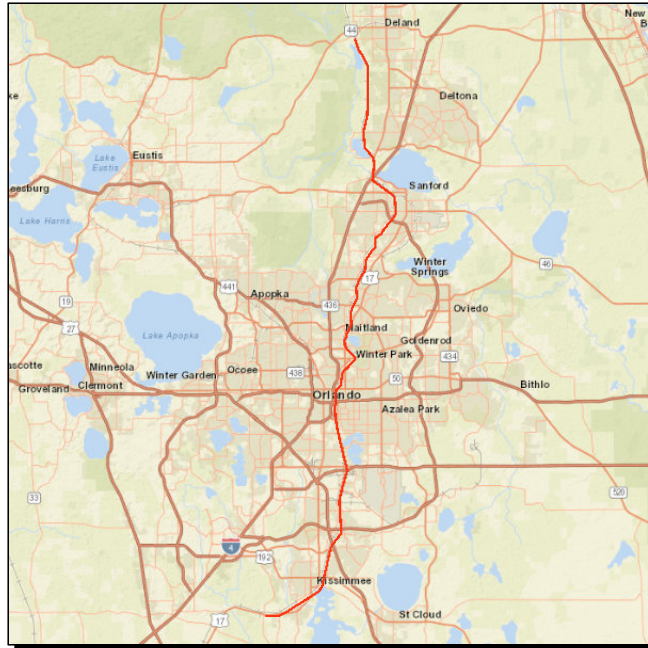 Deland
New
44
Deltona
ke
Lake
Eustis
Eustis
Sanford
eesburg
Lake Harris
Winter
Springs
46
441
17
Apopka
19
436
Oviedo
27
Lake Apopka
Maitland
Goldenrod
ascotte
Minneola
Winter Park
434
Ocoee
438
Winter Garden
50
Groveland
Clermont
Bithlo
Orlando
Azalea Park
33
520
4
192
Kissimmee
17
St Cloud